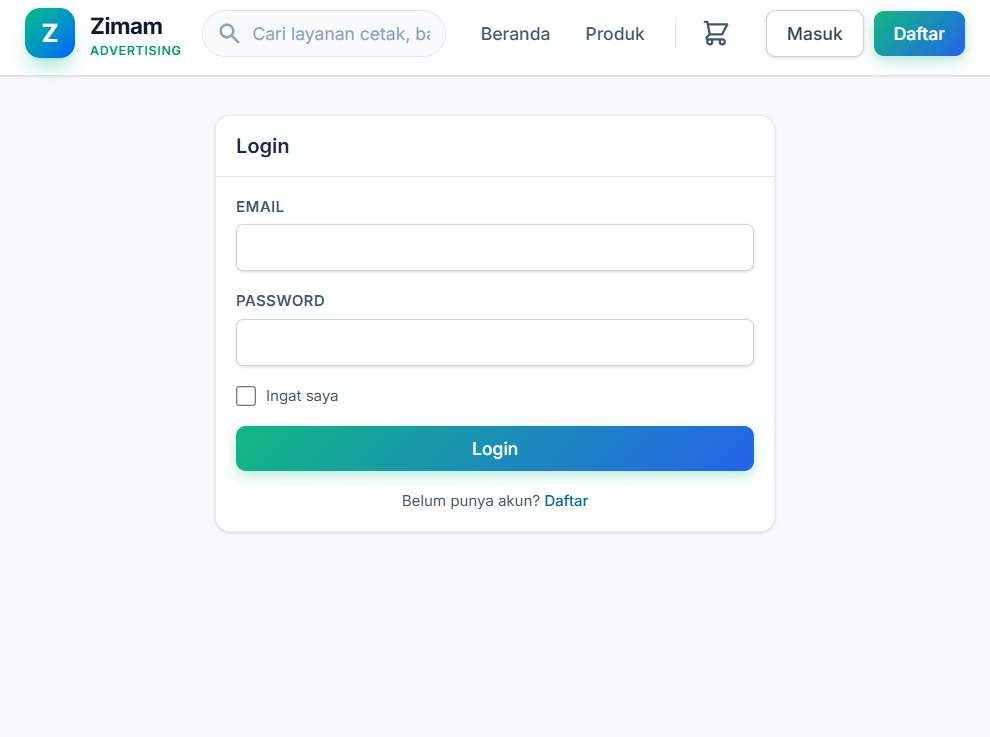 Z
Zimam
ADVERTISING
Cari layanan cetak, ba
Beranda
Produk
Masuk
Daftar
Login
EMAIL
PASSWORD
Ingat saya
Login
Belum punya akun? Daftar